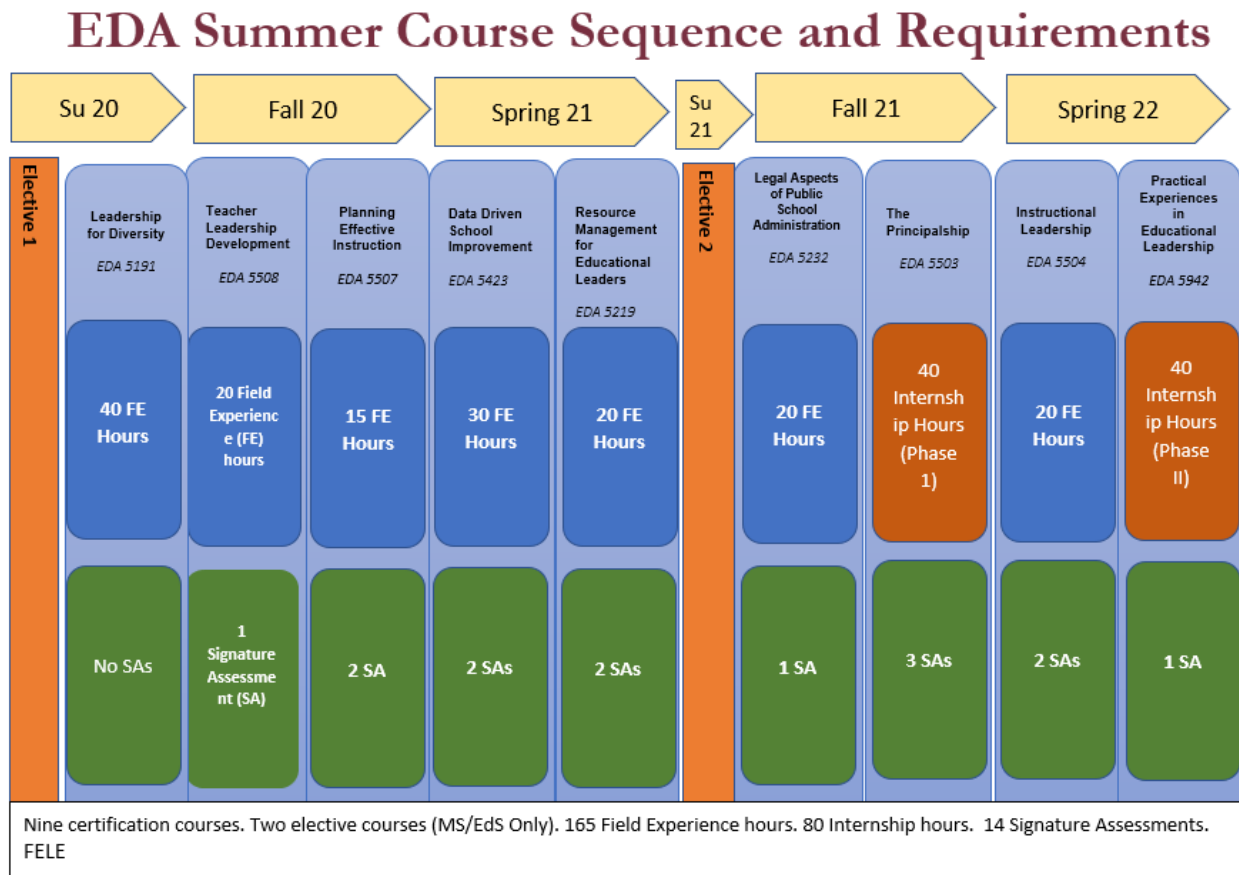 EDA Summer Course Sequence and Requirements
Su 20
Fall 20
Spring 21
Su
21
Fall 21
Spring 22
Elective 1
Leadership
for Diversity
EDA 5191
40 FE
Hours
No SAs
Teacher
Leadership
Development
EDA 5508
20 Field
Experienc
e (FE)
hours
1
Signature
Assessme
nt (SA)
Planning
Effective
Instruction
EDA 5507
15 FE
Hours
2 SA
Data Driven
School
Improvement
EDA 5423
30 FE
Hours
2 SAs
Resource
Management
for
Educational
Leaders
EDA 5219
20 FE
Hours
2 SAs
Elective 2
Legal Aspects
of Public
School
Administration
EDA 5232
20 FE
Hours
1 SA
The
Principalship
EDA 5503
40
Internsh
ip Hours
(Phase
1)
3 SAs
Instructional
Leadership
EDA 5504
20 FE
Hours
2 SAs
Practical
Experiences
in
Educational
Leadership
EDA 5942
40
Internsh
ip Hours
(Phase
II)
1 SA
Nine certification courses. Two elective courses (MS/EdS Only). 165 Field Experience hours. 80 Internship hours.  14 Signature Assessments.
FELE